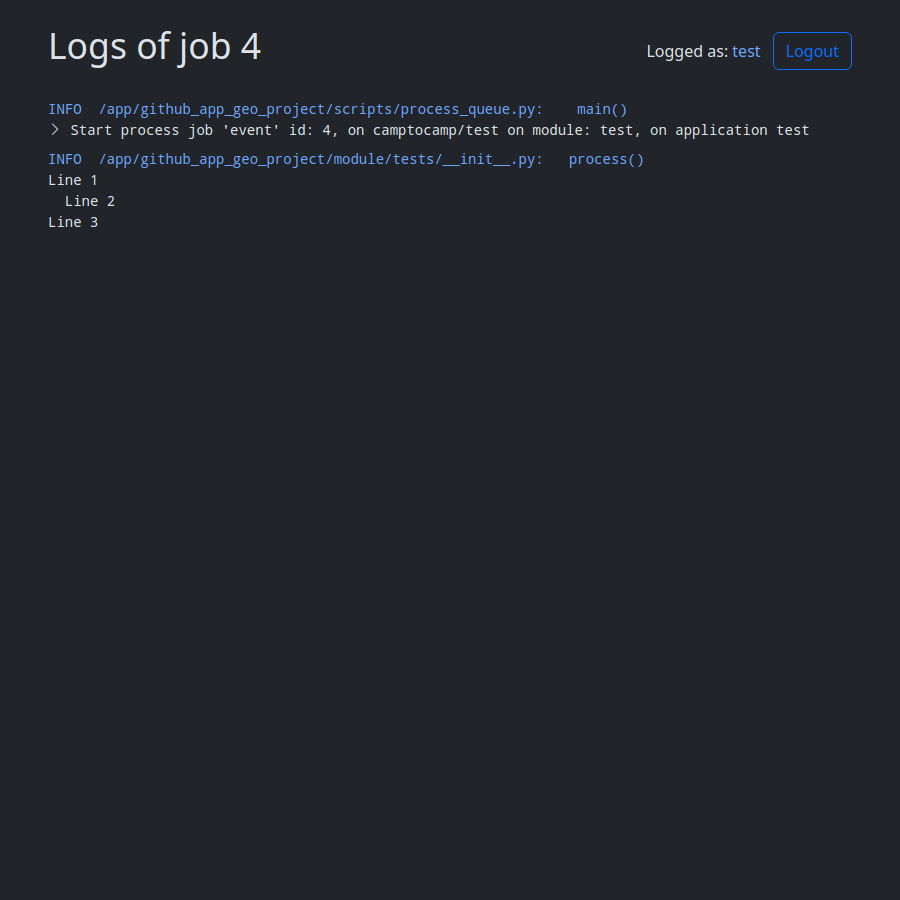 Logs of job 4
Logged as: test Logout
INFO /app/github_app_geo_project/scripts/process_queue.py: main()
Start process job 'event' id: 4, on camptocamp/test on module: test, on application test
INFO /app/github_app_geo_project/module/tests/__init__.py: process()
Line 1
Line 2
Line 3